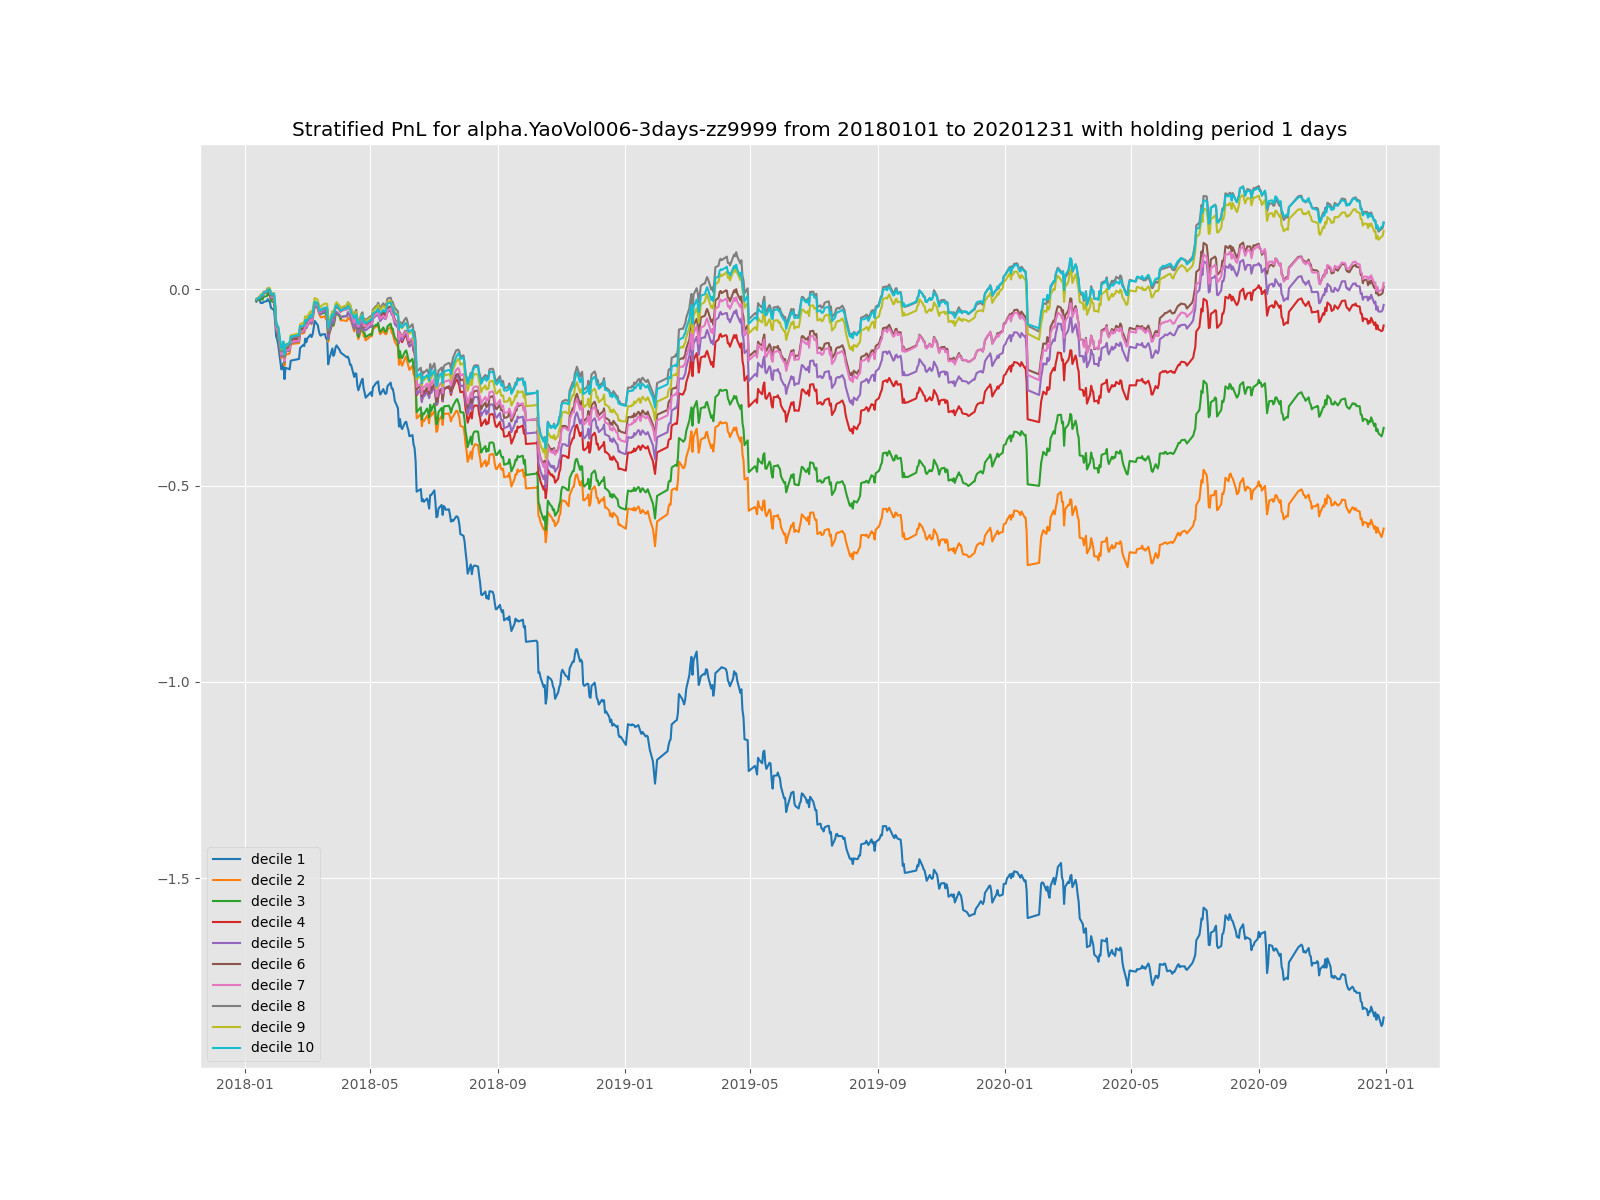 Stratified PnL for alpha.YaoVol006-3days-zz9999 from 20180101 to 20201231 with holding period 1 days
0.0
−0.5
−1.0
−1.5
decile 1
decile 2
decile 3
decile 4
decile 5
decile 6
decile 7
decile 8
decile 9
decile 10
2018-01 2018-05 2018-09 2019-01 2019-05 2019-09 2020-01 2020-05 2020-09 2021-01